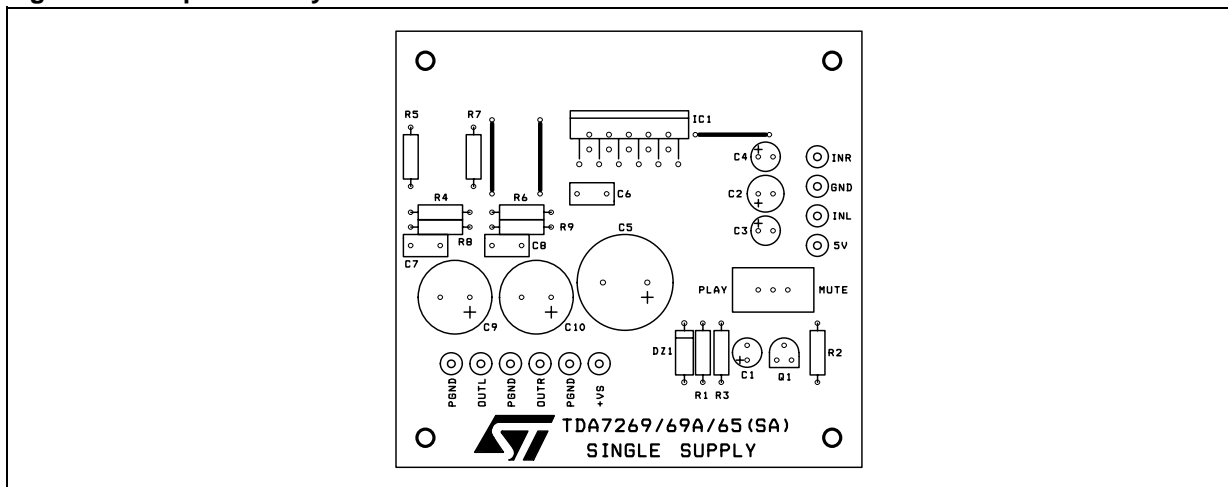 R5
R7
IC1
C4
INR
C2
GND
C6
R4
R6
INL
C3
R8
R9
C5
5V
C7
C8
PLAY
MUTE
C9
C10
DZ1
R2
C1
Q1
R1
R3
PGND
OUTL
PGND
OUTR
PGND
+VS
ST TDA7269/69A/65(SA)
SINGLE SUPPLY